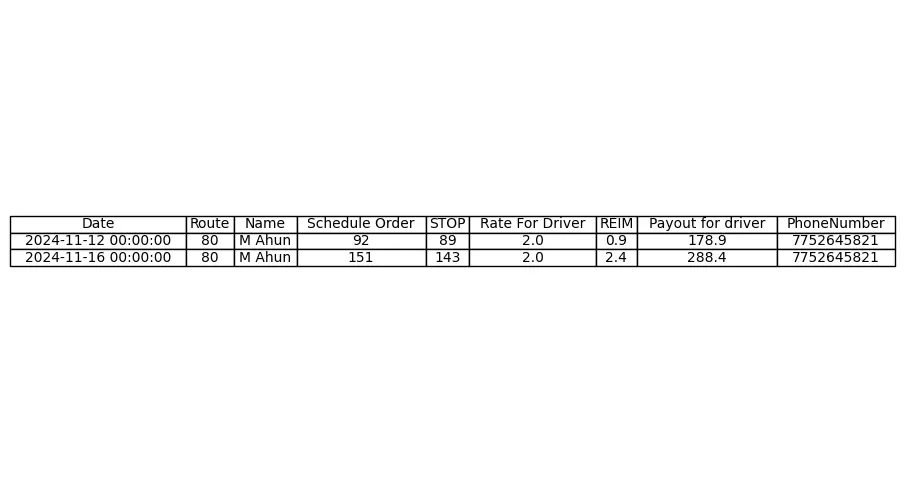 Date Route Name Schedule Order STOP Rate For Driver REIM Payout for driver PhoneNumber
2024-11-12 00:00:00 80 M Ahun 92 89 2.0 0.9 178.9 7752645821
2024-11-16 00:00:00 80 M Ahun 151 143 2.0 2.4 288.4 7752645821